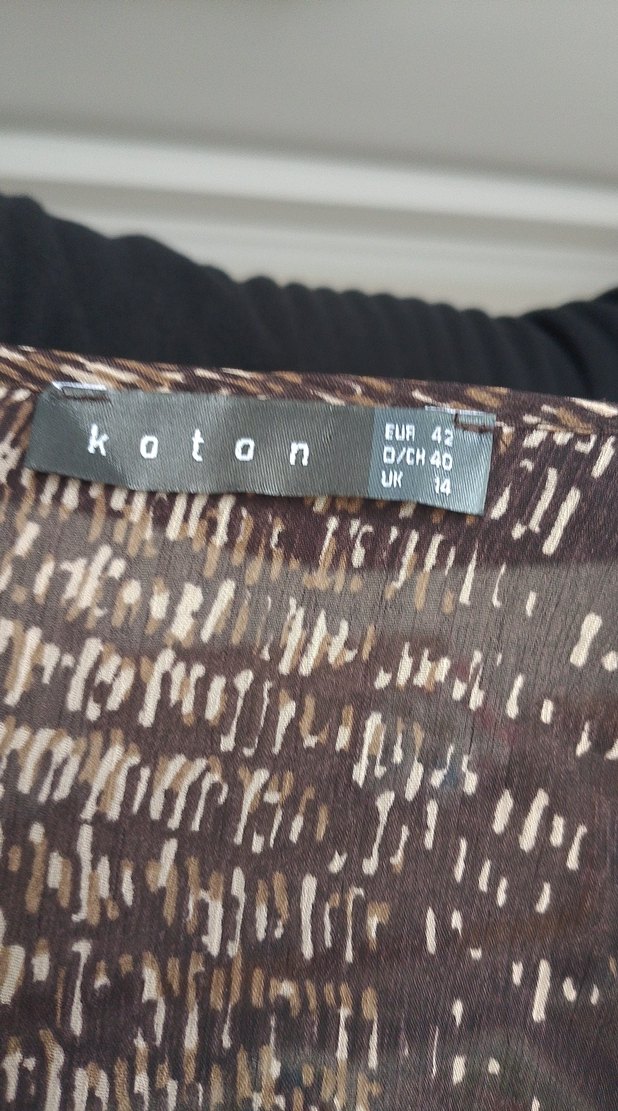 koton
EUR 42
D/CH 40
UK 14